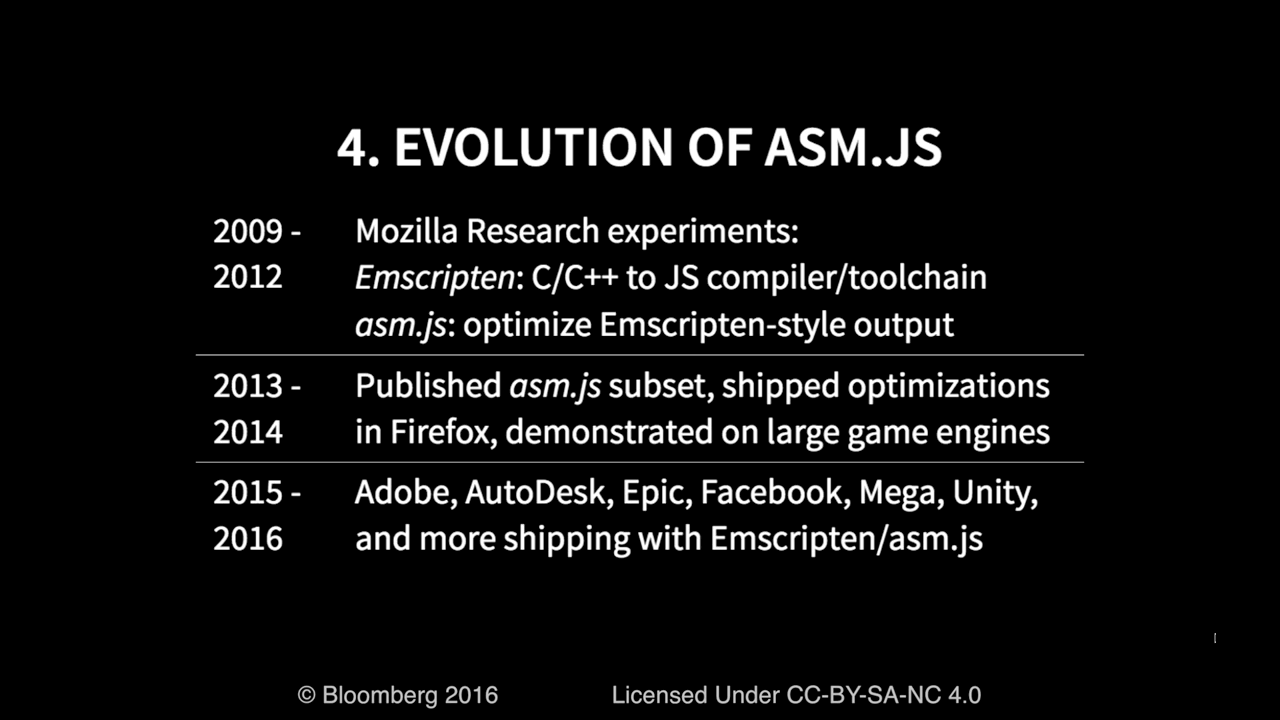 4. EVOLUTION OF ASM.JS
2009 - Mozilla Research experiments:
2012 Emscripten: C/C++ to JS compiler/toolchain
asm.js: optimize Emscripten-style output
2013 - Published asm.js subset, shipped optimizations
2014 in Firefox, demonstrated on large game engines
2015 - Adobe, AutoDesk, Epic, Facebook, Mega, Unity,
2016 and more shipping with Emscripten/asm.js
© Bloomberg 2016 Licensed Under CC-BY-SA-NC 4.0